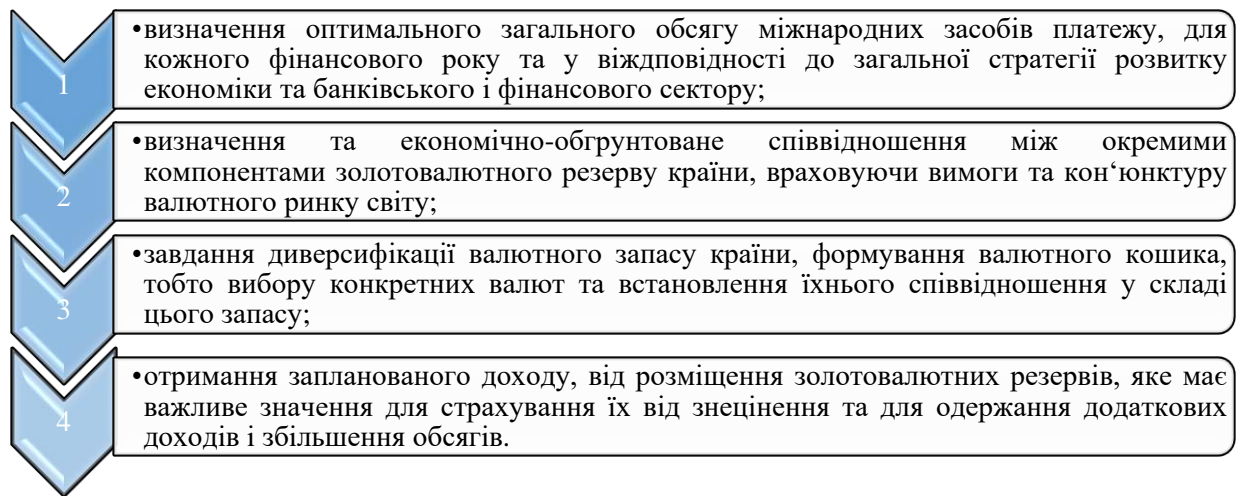 1
•визначення оптимального загального обсягу міжнародних засобів платежу, для
кожного фінансового року та у віждповідності до загальної стратегії розвитку
економіки та банківського і фінансового сектору;
2
•визначення та економічно-обгрунтоване співвідношення між окремими
компонентами золотовалютного резерву країни, враховуючи вимоги та кон‘юнктуру
валютного ринку світу;
3
•завдання диверсифікації валютного запасу країни, формування валютного кошика,
тобто вибору конкретних валют та встановлення їхнього співвідношення у складі
цього запасу;
4
•отримання запланованого доходу, від розміщення золотовалютних резервів, яке має
важливе значення для страхування їх від знецінення та для одержання додаткових
доходів і збільшення обсягів.